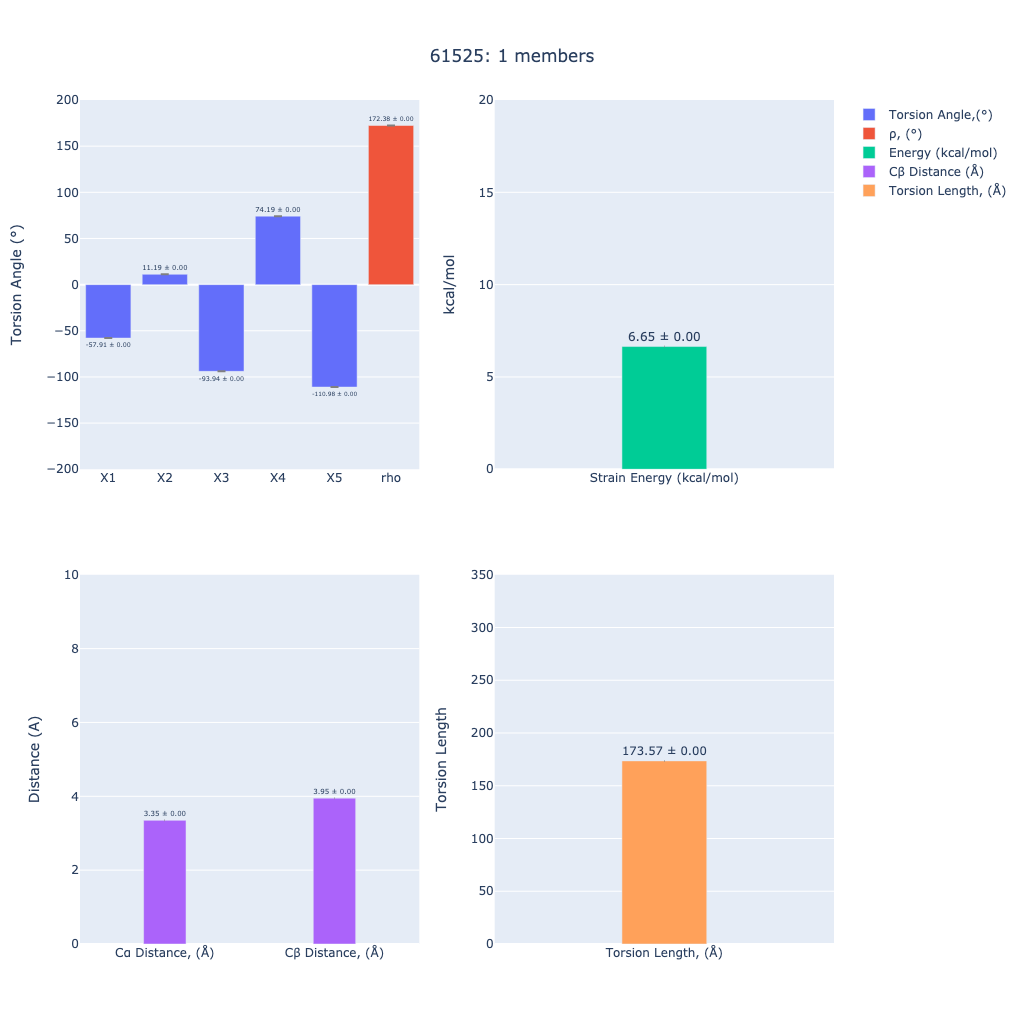 61525: 1 members
Torsion Angle (°)
200
150
100
50
0
−50
−100
−150
−200
-57.91 ± 0.00
11.19 ± 0.00
-93.94 ± 0.00
74.19 ± 0.00
-110.98 ± 0.00
172.38 ± 0.00
X1 X2 X3 X4 X5 rho
kcal/mol
20
15
10
5
0
6.65 ± 0.00
Strain Energy (kcal/mol)
Torsion Angle,(°)
ρ, (°)
Energy (kcal/mol)
Cβ Distance (Å)
Torsion Length, (Å)
Distance (A)
10
8
6
4
2
0
3.35 ± 0.00
3.95 ± 0.00
Cα Distance, (Å) Cβ Distance, (Å)
Torsion Length
350
300
250
200
150
100
50
0
173.57 ± 0.00
Torsion Length, (Å)